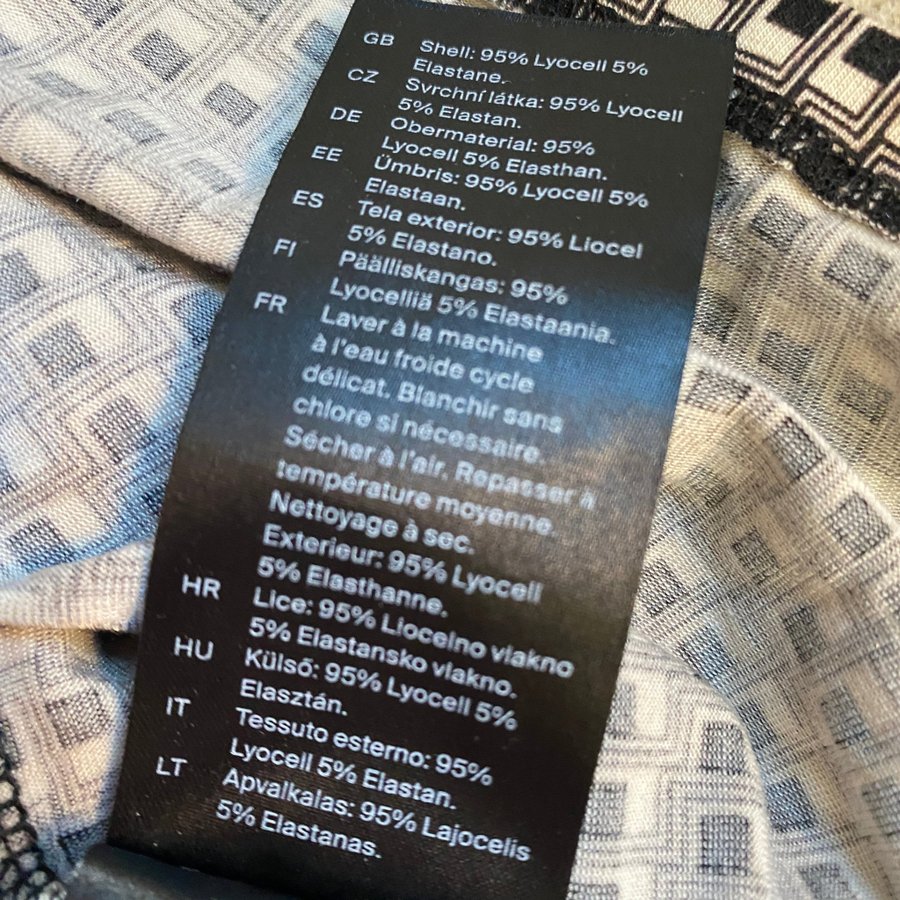 GB Shell: 95% Lyocell 5%
Elastane.
CZ Svrchní látka: 95% Lyocell
5% Elastan.
DE Obermaterial: 95%
Lyocell 5% Elasthan.
EE Ümbris: 95% Lyocell 5%
Elastaan.
ES Tela exterior: 95% Liocel
5% Elastano.
FI Päälliskangas: 95%
Lyocelliä 5% Elastaania.
FR Laver à la machine
à l'eau froide cycle
délicat. Blanchir sans
chlore si nécessaire.
Sécher à l'air. Repasser à
température moyenne.
Nettoyage à sec.
Exterieur: 95% Lyocell
5% Elasthanne.
HR Lice: 95% Liocelno vlakno
5% Elastansko vlakno.
HU Külső: 95% Lyocell 5%
Elasztán.
IT Tessuto esterno: 95%
Lyocell 5% Elastan.
LT Apvalkalas: 95% Lajocelis
5% Elastanas.